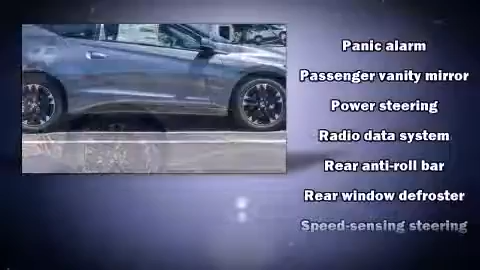 Panic alarm
Passenger vanity mirror
Power steering
Radio data system
Rear anti-roll bar
Rear window defroster
Speed-sensing steering